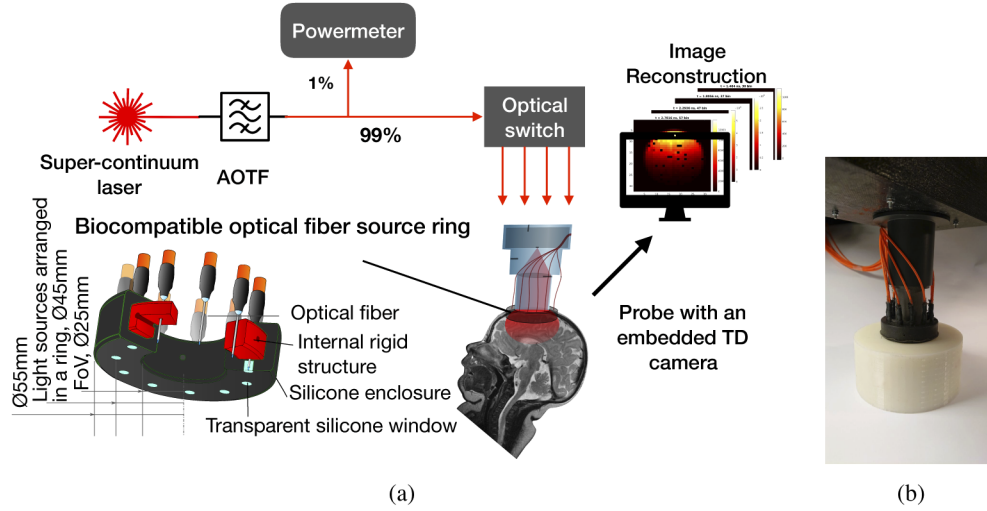 Powermeter
Image
Reconstruction
1%
99%
Optical
switch
Super-continuum
laser
AOTF
Biocompatible optical fiber source ring
Optical fiber
Internal rigid
structure
Silicone enclosure
Transparent silicone window
Ø55mm
Light sources arranged
in a ring, Ø45mm
FoV, Ø25mm
Probe with an
embedded TD
camera
(a)
(b)